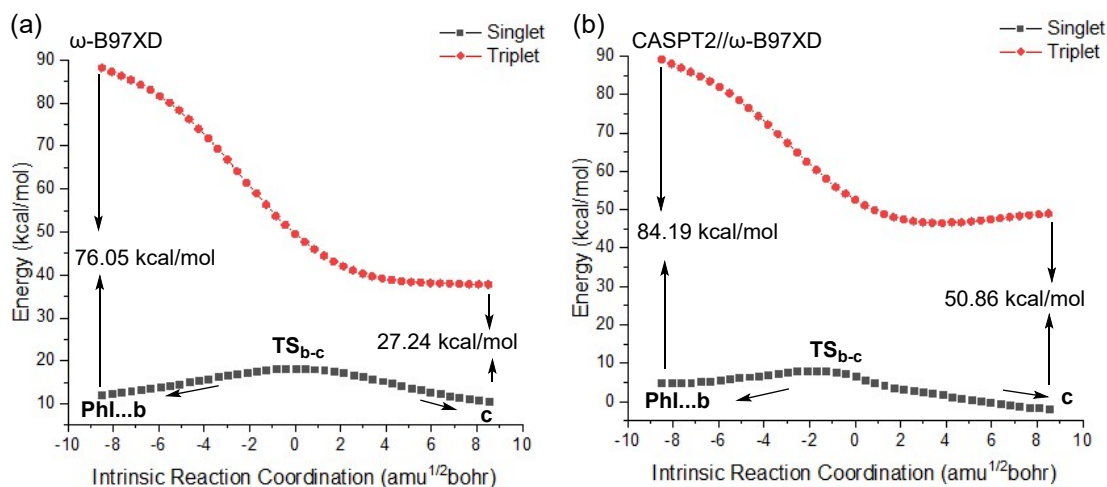 (a)
ω-B97XD
Singlet
Triplet
Energy (kcal/mol)
90
80
70
60
50
40
30
20
10
76.05 kcal/mol
27.24 kcal/mol
TSb-c
PhI...b
c
-10 -8 -6 -4 -2 0 2 4 6 8 10
Intrinsic Reaction Coordination (amu1/2bohr)
(b)
CASPT2//ω-B97XD
Singlet
Triplet
Energy (kcal/mol)
90
80
70
60
50
40
30
20
10
0
84.19 kcal/mol
50.86 kcal/mol
TSb-c
PhI...b
c
-10 -8 -6 -4 -2 0 2 4 6 8 10
Intrinsic Reaction Coordination (amu1/2bohr)